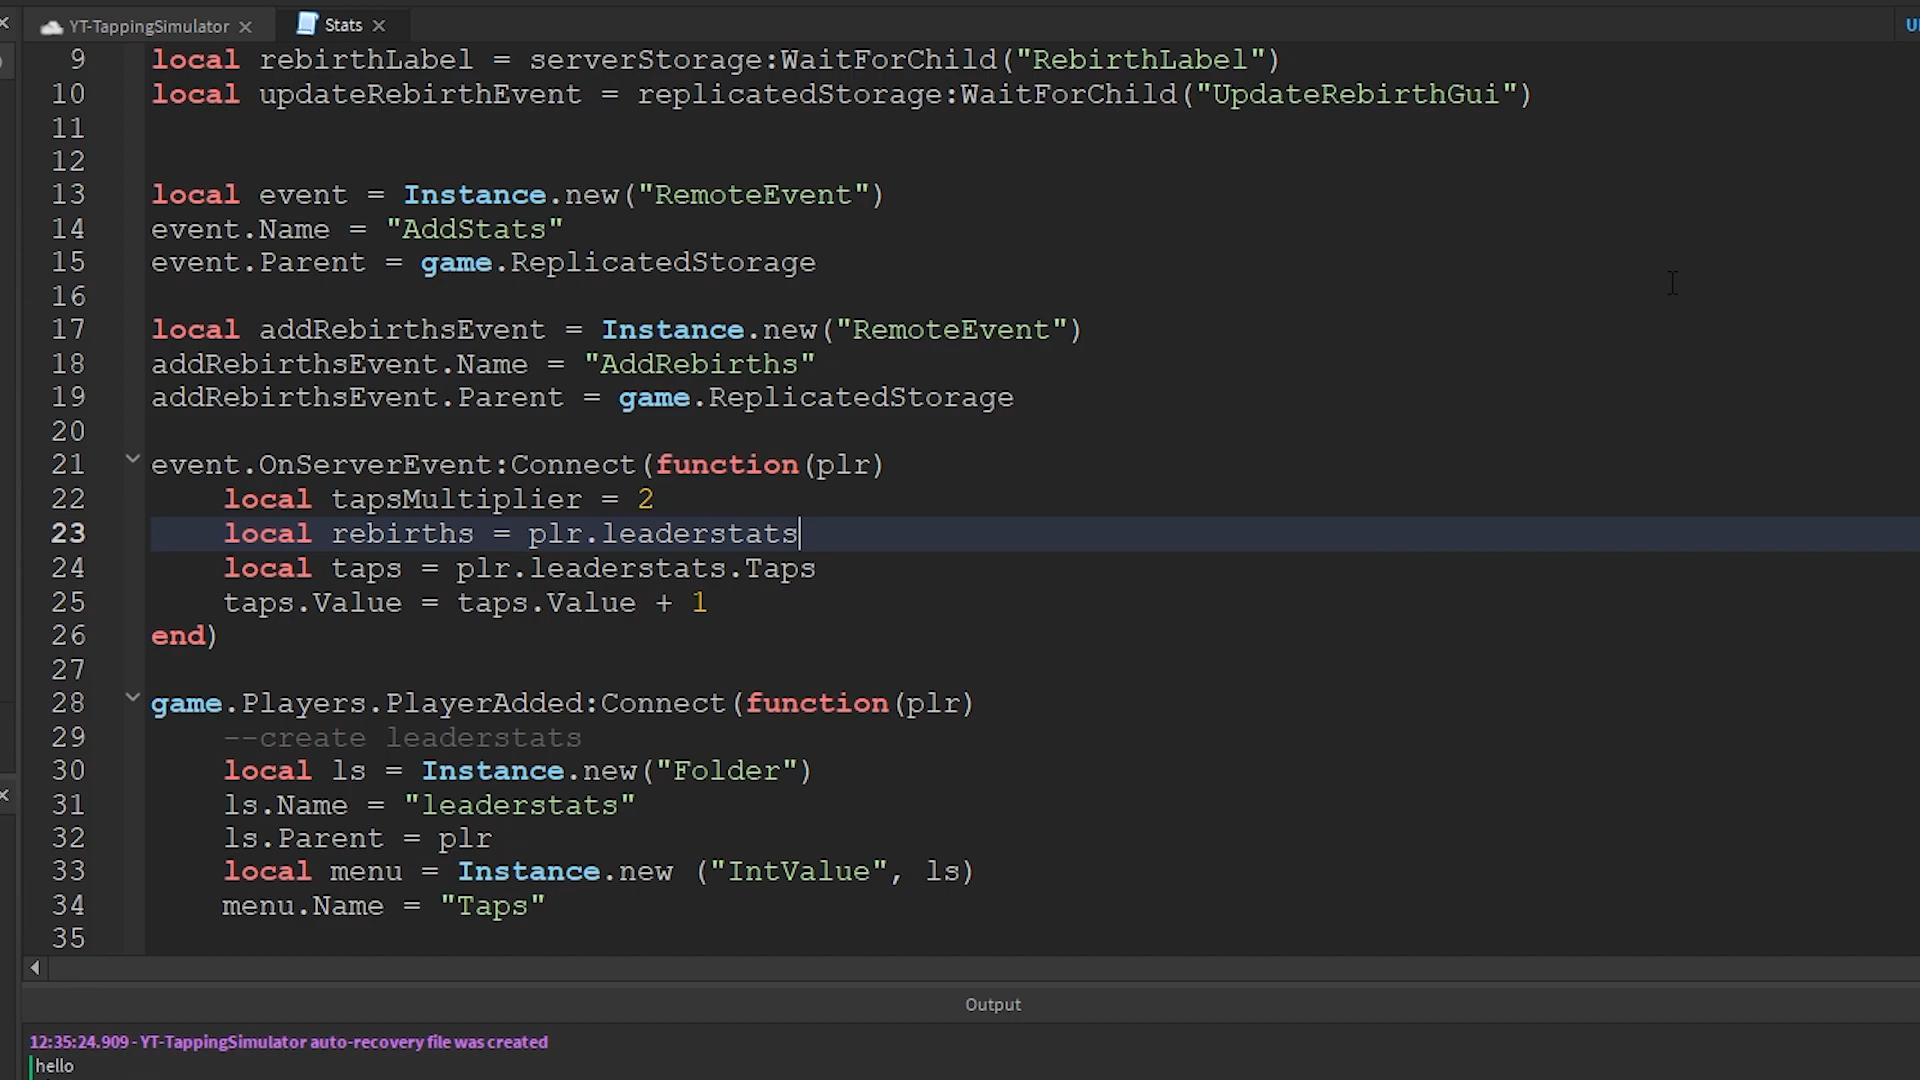 YT-TappingSimulator
Stats
9 local rebirthLabel = serverStorage:WaitForChild("RebirthLabel")
10 local updateRebirthEvent = replicatedStorage:WaitForChild("UpdateRebirthGui")
11
12
13 local event = Instance.new("RemoteEvent")
14 event.Name = "AddStats"
15 event.Parent = game.ReplicatedStorage
16
17 local addRebirthsEvent = Instance.new("RemoteEvent")
18 addRebirthsEvent.Name = "AddRebirths"
19 addRebirthsEvent.Parent = game.ReplicatedStorage
20
21 event.OnServerEvent:Connect(function(plr)
22     local tapsMultiplier = 2
23     local rebirths = plr.leaderstats
24     local taps = plr.leaderstats.Taps
25     taps.Value = taps.Value + 1
26 end)
27
28 game.Players.PlayerAdded:Connect(function(plr)
29     --create leaderstats
30     local ls = Instance.new("Folder")
31     ls.Name = "leaderstats"
32     ls.Parent = plr
33     local menu = Instance.new ("IntValue", ls)
34     menu.Name = "Taps"
35
Output
12:35:24.909 - YT-TappingSimulator auto-recovery file was created
hello